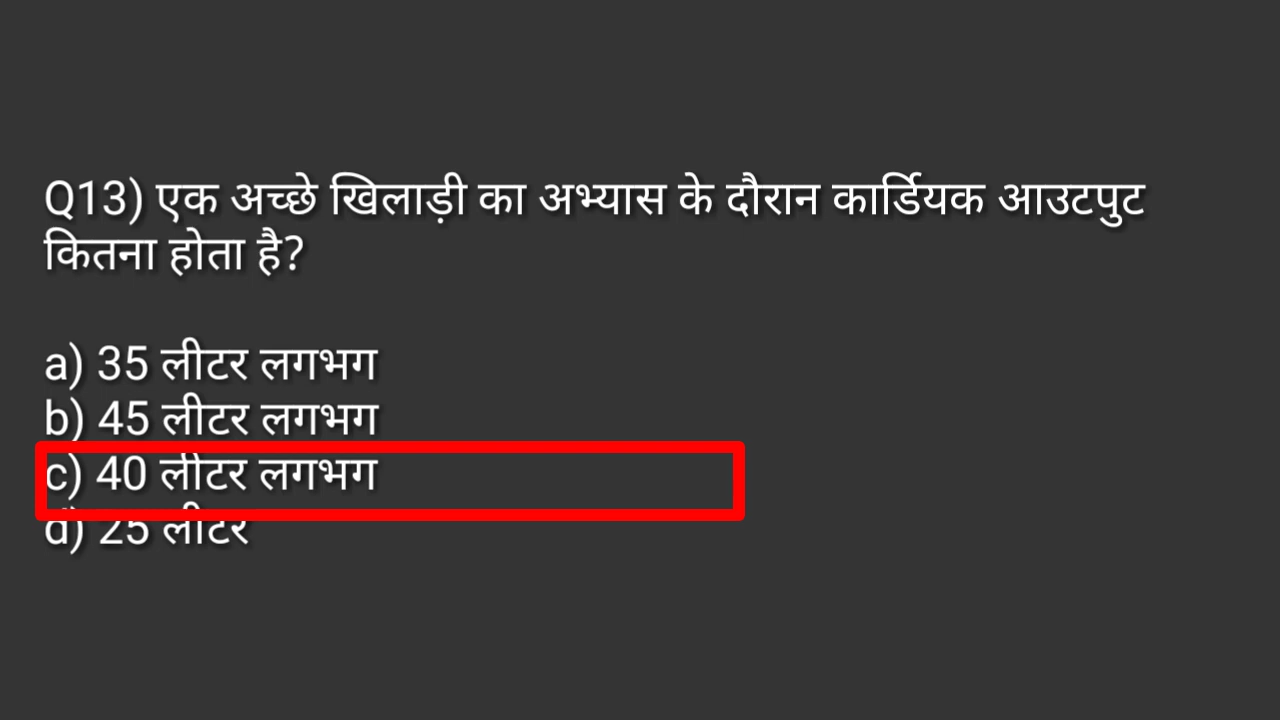 Q13) एक अच्छे खिलाड़ी का अभ्यास के दौरान कार्डियक आउटपुट
कितना होता है?
a) 35 लीटर लगभग
b) 45 लीटर लगभग
c) 40 लीटर लगभग
d) 25 लीटर